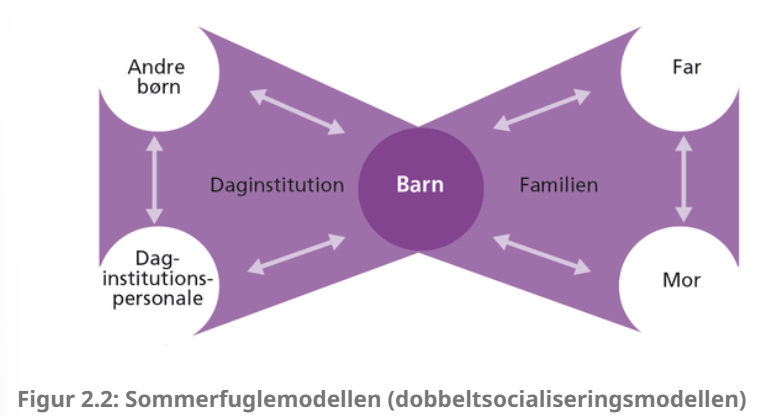 Andre
børn
Far
Daginstitution
Barn
Familien
Dag-
institutions-
personale
Mor
Figur 2.2: Sommerfuglemodellen (dobbeltsocialiseringsmodellen)